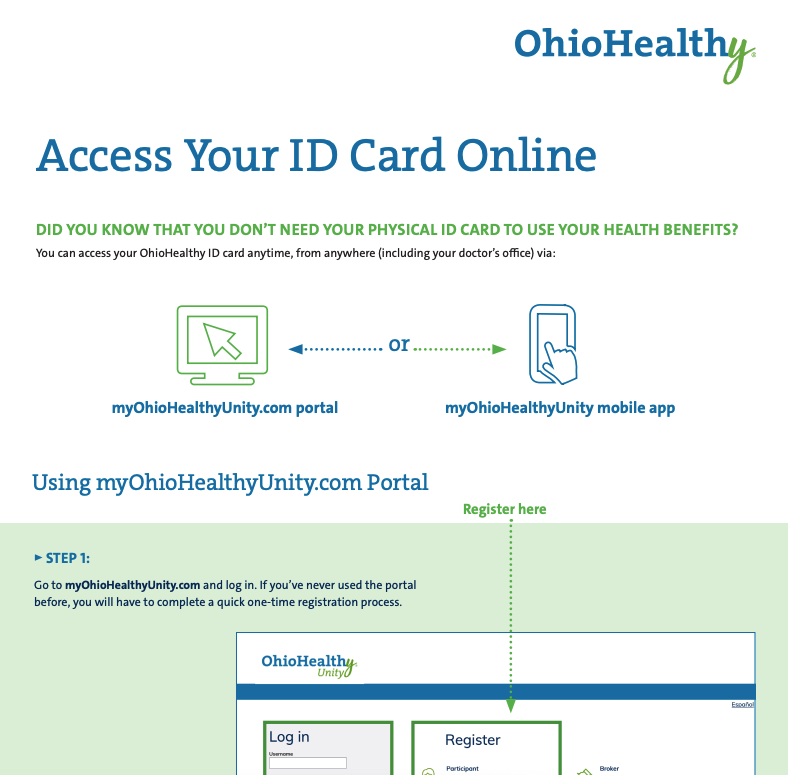 OhioHealthy®
Access Your ID Card Online
DID YOU KNOW THAT YOU DON'T NEED YOUR PHYSICAL ID CARD TO USE YOUR HEALTH BENEFITS?
You can access your OhioHealthy ID card anytime, from anywhere (including your doctor's office) via:
or
myOhioHealthyUnity.com portal
myOhioHealthyUnity mobile app
Using myOhioHealthyUnity.com Portal
Register here
► STEP 1:
Go to myOhioHealthyUnity.com and log in. If you've never used the portal
before, you will have to complete a quick one-time registration process.
OhioHealthy
Unity
Español
Log in
Username
Register
Participant
Broker